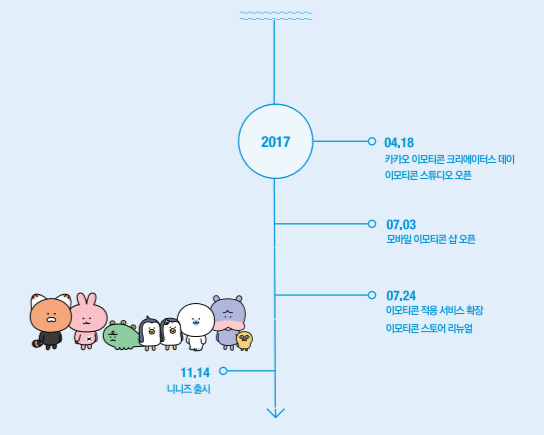 2017
04.18
카카오 이모티콘 크리에이터스 데이
이모티콘 스튜디오 오픈
07.03
모바일 이모티콘 샵 오픈
07.24
이모티콘 적용 서비스 확장
이모티콘 스토어 리뉴얼
11.14
니니즈 출시